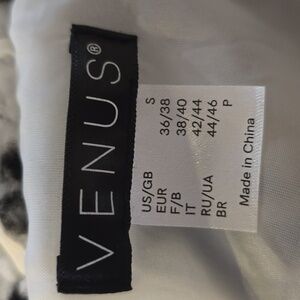 VENUS®
US/GB S
EUR 36/38
F/B 38/40
IT 42/44
RU/UA 44/46
BR P
Made in China